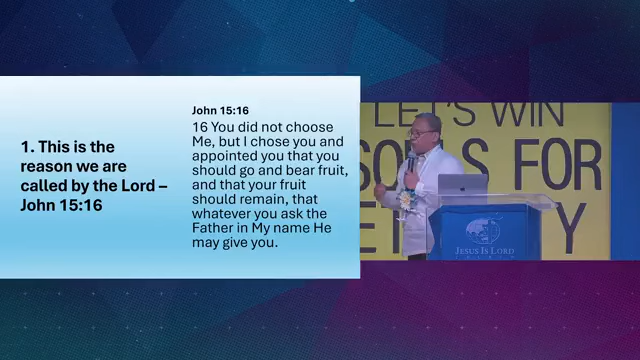 1. This is the
reason we are
called by the Lord –
John 15:16
John 15:16
16 You did not choose
Me, but I chose you and
appointed you that you
should go and bear fruit,
and that your fruit
should remain, that
whatever you ask the
Father in My name He
may give you.
LET'S WIN
FOR
JESUS IS LORD
CHURCH